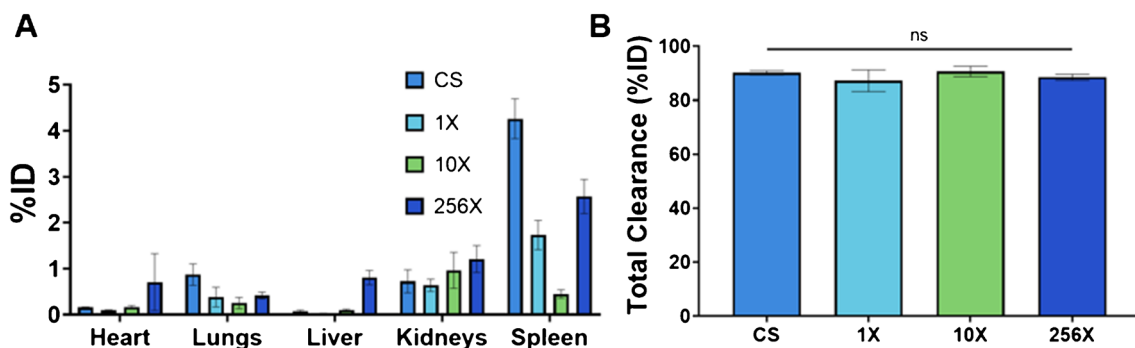 A
%ID
5
4
3
2
1
0
CS
1X
10X
256X
Heart Lungs Liver Kidneys Spleen
B
Total Clearance (%ID)
100
80
60
40
20
0
ns
CS 1X 10X 256X